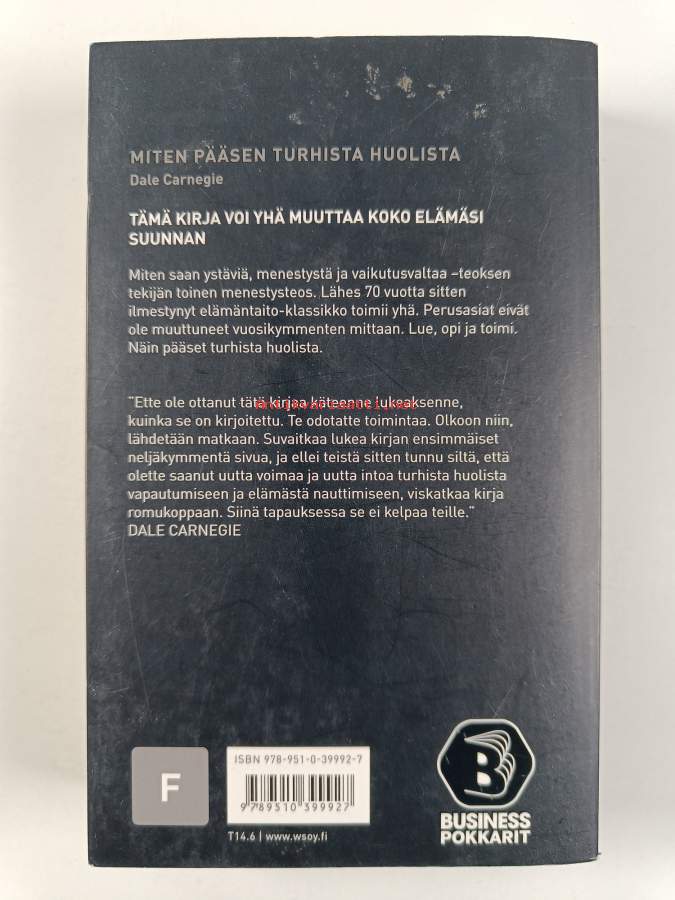 MITEN PÄÄSEN TURHISTA HUOLISTA
Dale Carnegie
TÄMÄ KIRJA VOI YHÄ MUUTTAA KOKO ELÄMÄSI
SUUNNAN
Miten saan ystäviä, menestystä ja vaikutusvaltaa –teoksen
tekijän toinen menestysteos. Lähes 70 vuotta sitten
ilmestynyt elämäntaito-klassikko toimii yhä. Perusasiat eivät
ole muuttuneet vuosikymmenten mittaan. Lue, opi ja toimi.
Näin pääset turhista huolista.
"Ette ole ottanut tätä kirjaa käteenne lukeaksenne,
antikvariaatti.net
kuinka se on kirjoitettu. Te odotatte toimintaa. Olkoon niin,
lähdetään matkaan. Suvaitkaa lukea kirjan ensimmäiset
neljäkymmentä sivua, ja ellei teistä sitten tunnu siltä, että
olette saanut uutta voimaa ja uutta intoa turhista huolista
vapautumiseen ja elämästä nauttimiseen, viskatkaa kirja
romukoppaan. Siinä tapauksessa se ei kelpaa teille."
DALE CARNEGIE
F
ISBN 978-951-0-39992-7
9789510399927
T14.6 | www.wsoy.fi
B
BUSINESS
POKKARIT